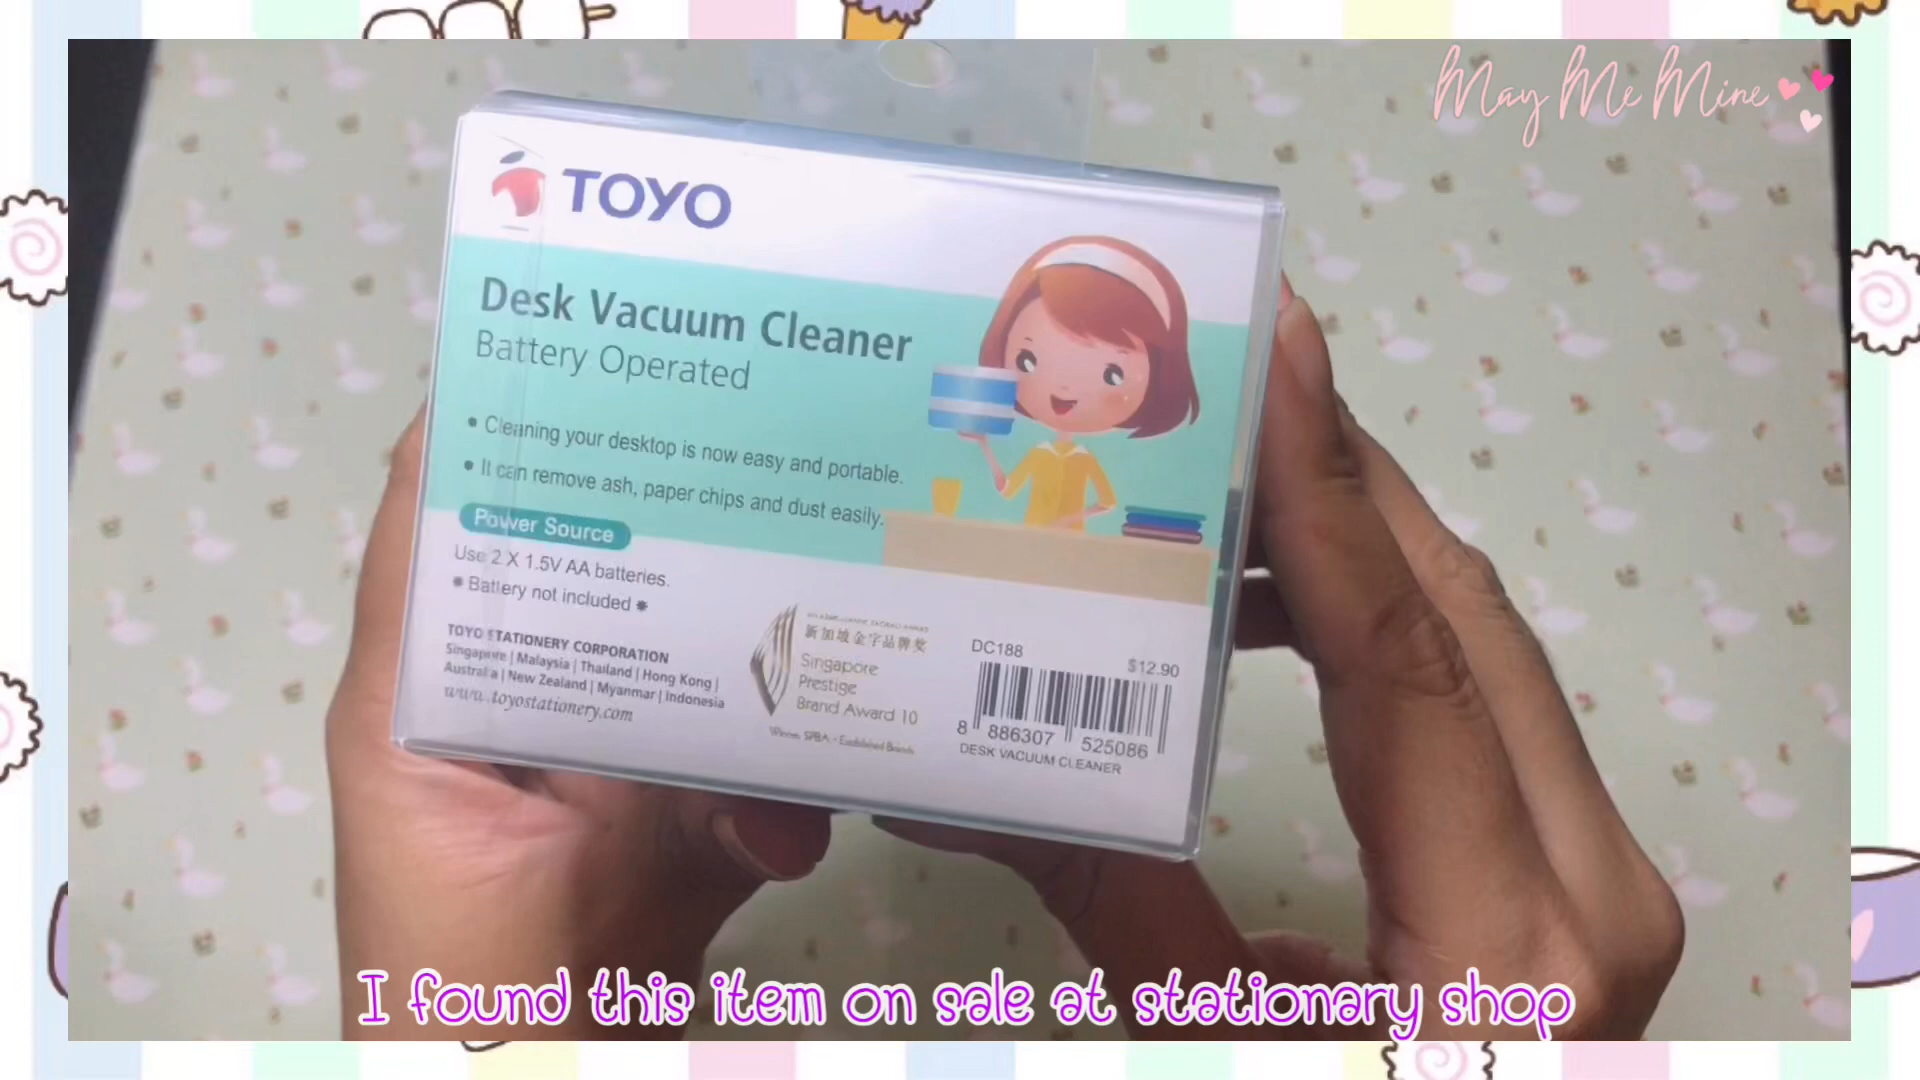 May Me Mine
TOYO
Desk Vacuum Cleaner
Battery Operated
• Cleaning your desktop is now easy and portable.
• It can remove ash, paper chips and dust easily.
Power Source
Use 2 X 1.5V AA batteries.
* Battery not included *
TOYO STATIONERY CORPORATION
Singapore | Malaysia | Thailand | Hong Kong |
Australia | New Zealand | Myanmar | Indonesia
www.toyostationery.com
新加坡金字品牌奖
Singapore
Prestige
Brand Award 10
Winner, SPBA - Established Brands
DC188
$12.90
8 886307 525086
DESK VACUUM CLEANER
I found this item on sale at stationary shop